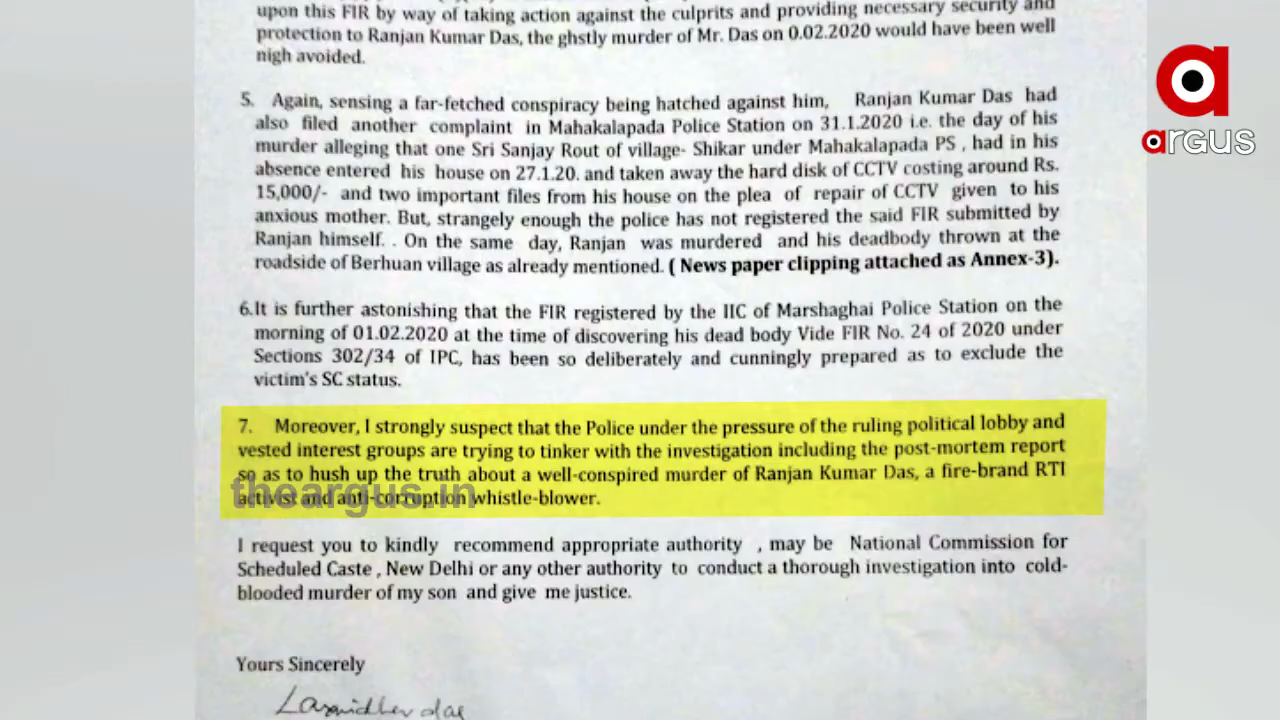 upon this FIR by way of taking action against the culprits and providing necessary security and
protection to Ranjan Kumar Das, the ghstly murder of Mr. Das on 0.02.2020 would have been well
nigh avoided.
5. Again, sensing a far-fetched conspiracy being hatched against him, Ranjan Kumar Das had
also filed another complaint in Mahakalapada Police Station on 31.1.2020 i.e. the day of his
murder alleging that one Sri Sanjay Rout of village- Shikar under Mahakalapada PS , had in his
absence entered his house on 27.1.20. and taken away the hard disk of CCTV costing around Rs.
15,000/- and two important files from his house on the plea of repair of CCTV given to his
anxious mother. But, strangely enough the police has not registered the said FIR submitted by
Ranjan himself. . On the same day, Ranjan was murdered and his deadbody thrown at the
roadside of Berhuan village as already mentioned. ( News paper clipping attached as Annex-3).
6.It is further astonishing that the FIR registered by the IIC of Marshaghai Police Station on the
morning of 01.02.2020 at the time of discovering his dead body Vide FIR No. 24 of 2020 under
Sections 302/34 of IPC, has been so deliberately and cunningly prepared as to exclude the
victim's SC status.
7. Moreover, I strongly suspect that the Police under the pressure of the ruling political lobby and
vested interest groups are trying to tinker with the investigation including the post-mortem report
so as to hush up the truth about a well-conspired murder of Ranjan Kumar Das, a fire-brand RTI
activist and anti-corruption whistle-blower.
theargus.in
I request you to kindly recommend appropriate authority , may be National Commission for
Scheduled Caste , New Delhi or any other authority to conduct a thorough investigation into cold-
blooded murder of my son and give me justice.
Yours Sincerely
argus